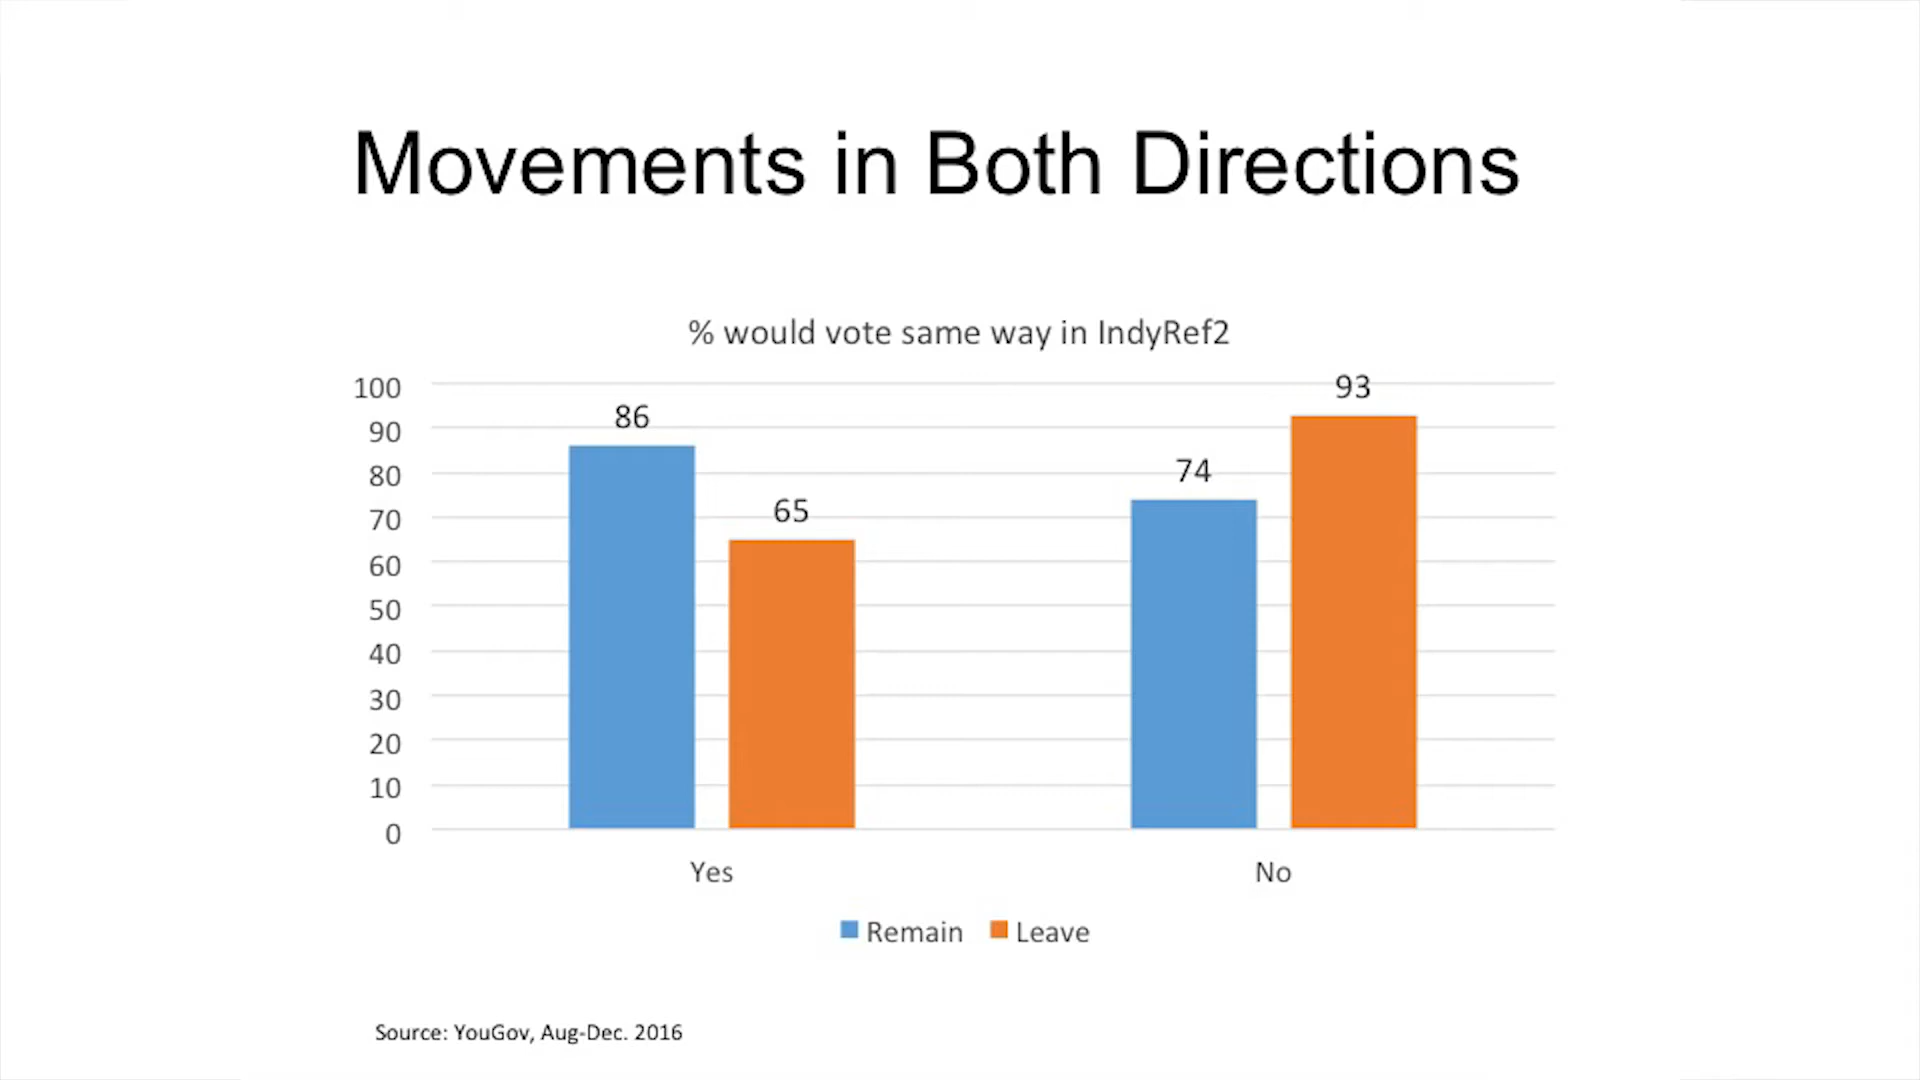 Movements in Both Directions
% would vote same way in IndyRef2
100
90
80
70
60
50
40
30
20
10
0
86
65
74
93
Yes
No
Remain
Leave
Source: YouGov, Aug-Dec. 2016